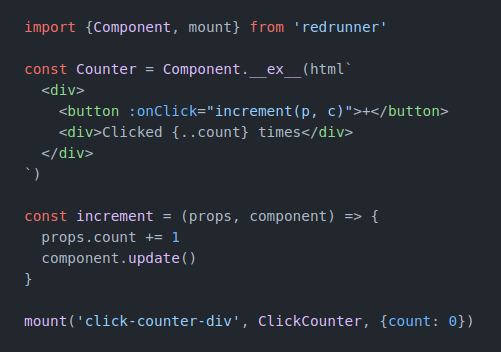 import {Component, mount} from 'redrunner'
const Counter = Component.__ex__(html`
<div>
<button :onClick="increment(p, c)">+</button>
<div>Clicked {..count} times</div>
</div>
`)
const increment = (props, component) => {
props.count += 1
component.update()
}
mount('click-counter-div', ClickCounter, {count: 0})